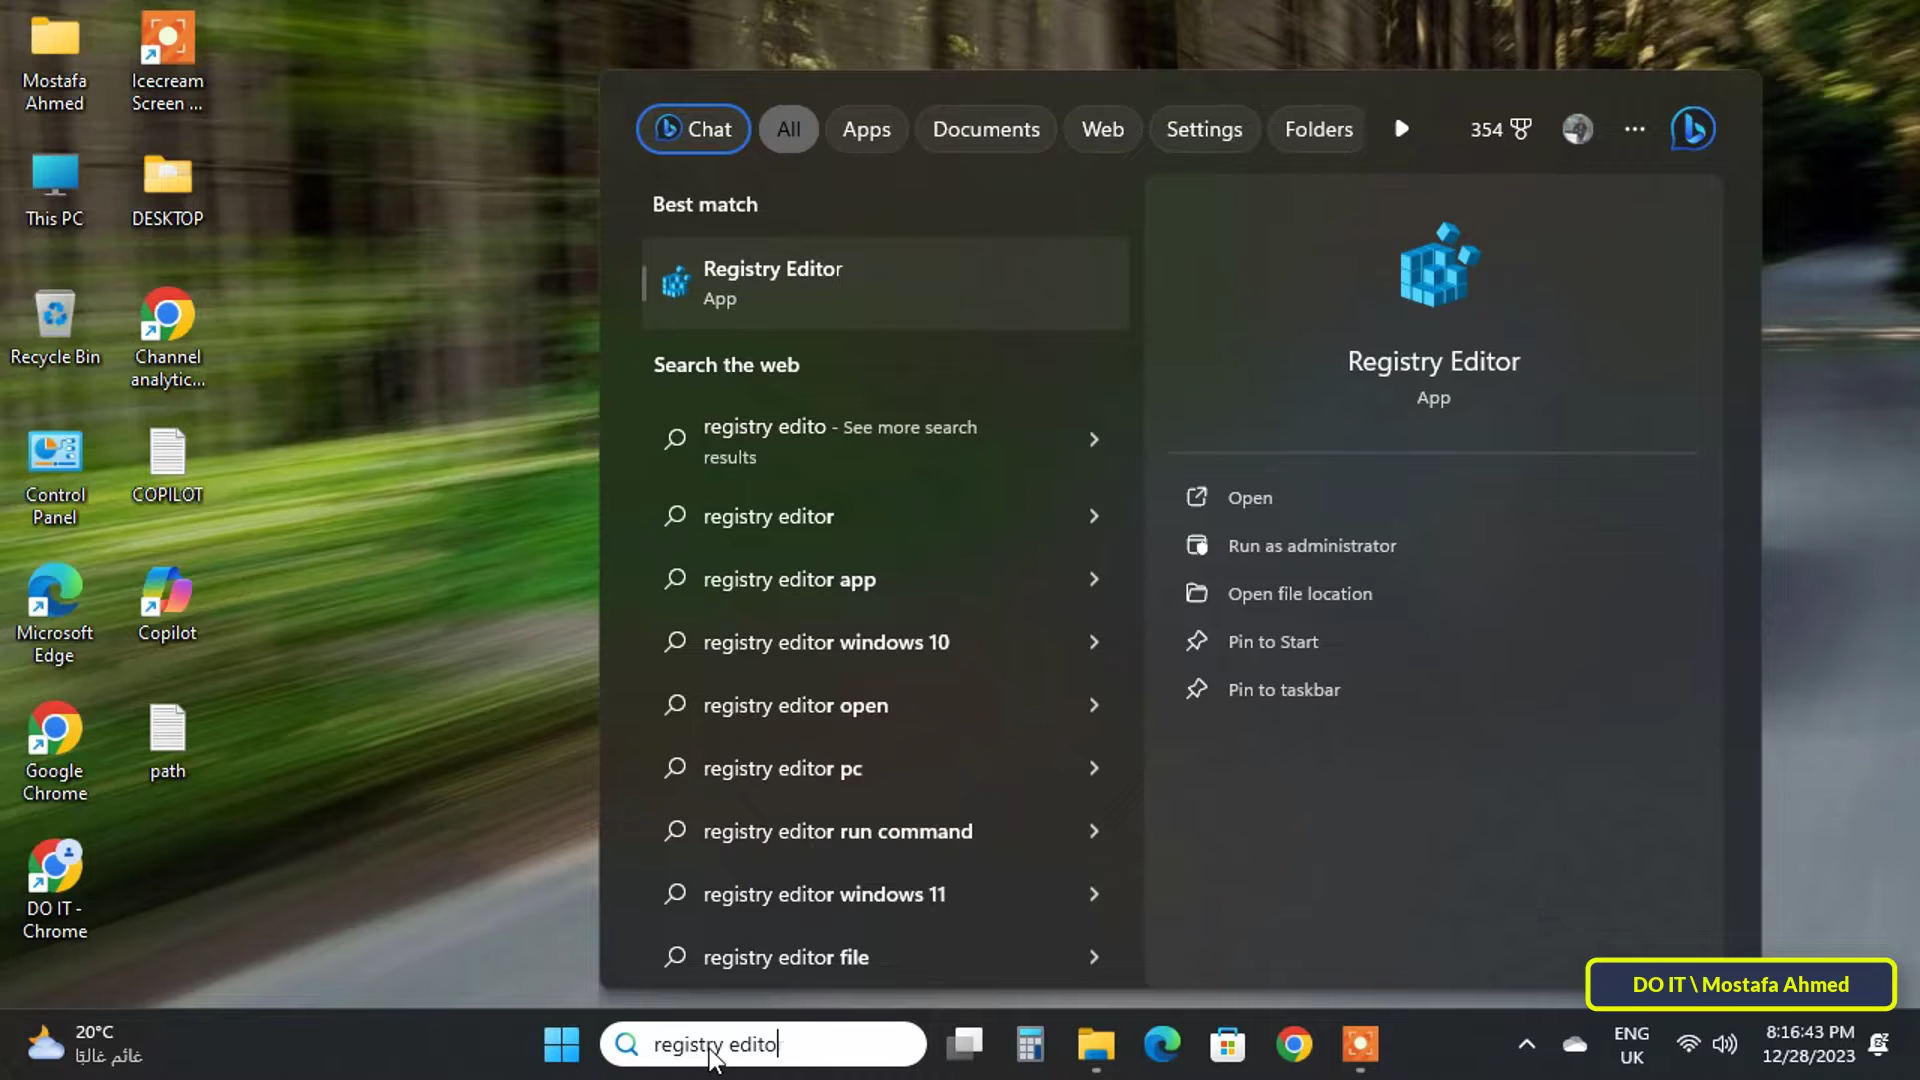 Mostafa
Ahmed
Icecream
Screen ...
This PC
DESKTOP
Recycle Bin
Channel
analytic...
Control
Panel
COPILOT
Microsoft
Edge
Copilot
Google
Chrome
path
DO IT -
Chrome
Chat
All
Apps
Documents
Web
Settings
Folders
354
Best match
Registry Editor
App
Search the web
registry edito - See more search
results
registry editor
registry editor app
registry editor windows 10
registry editor open
registry editor pc
registry editor run command
registry editor windows 11
registry editor file
Registry Editor
App
Open
Run as administrator
Open file location
Pin to Start
Pin to taskbar
DO IT \ Mostafa Ahmed
20°C
غائم غالبًا
registry edito
ENG
UK
8:16:43 PM
12/28/2023